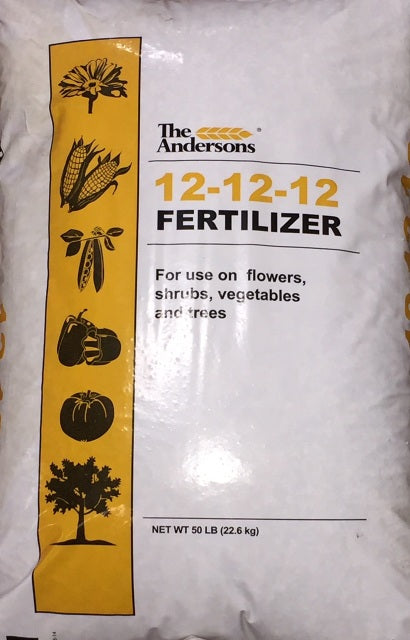 The
Andersons®
12-12-12
FERTILIZER
For use on flowers,
shrubs, vegetables
and trees
NET WT 50 LB (22.6 kg)